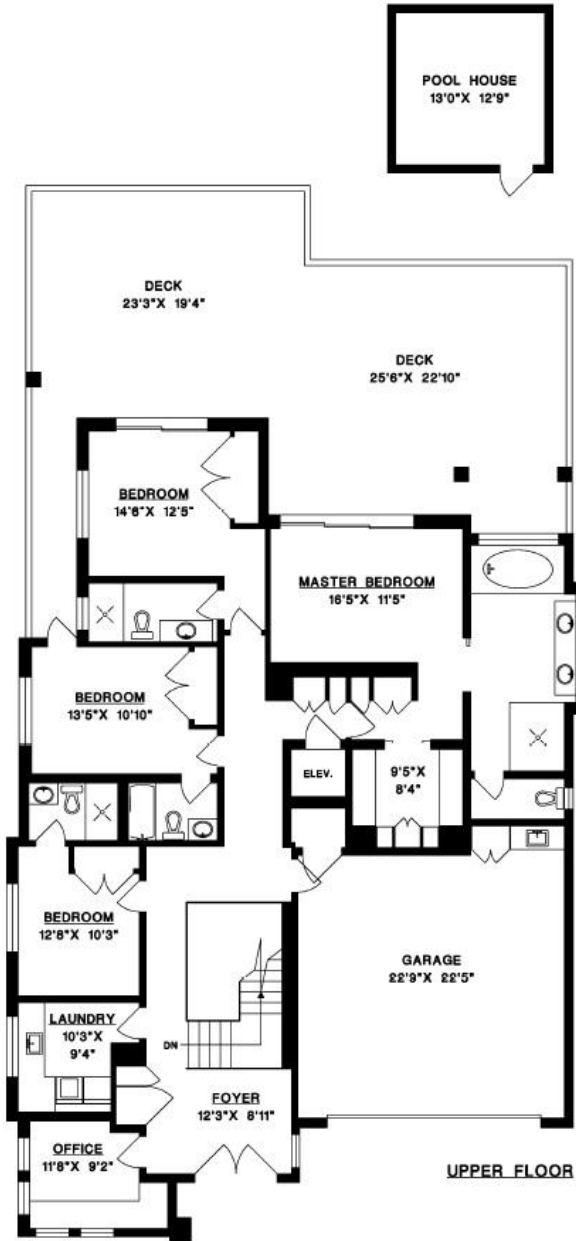 POOL HOUSE
13'0"X 12'9"
DECK
23'3"X 19'4"
DECK
25'6"X 22'10"
BEDROOM
14'6"X 12'5"
MASTER BEDROOM
16'5"X 11'5"
BEDROOM
13'5"X 10'10"
ELEV.
9'5"X
8'4"
BEDROOM
12'8"X 10'3"
GARAGE
22'9"X 22'5"
LAUNDRY
10'3"X
9'4"
DN
FOYER
12'3"X 8'11"
OFFICE
11'8"X 9'2"
UPPER FLOOR